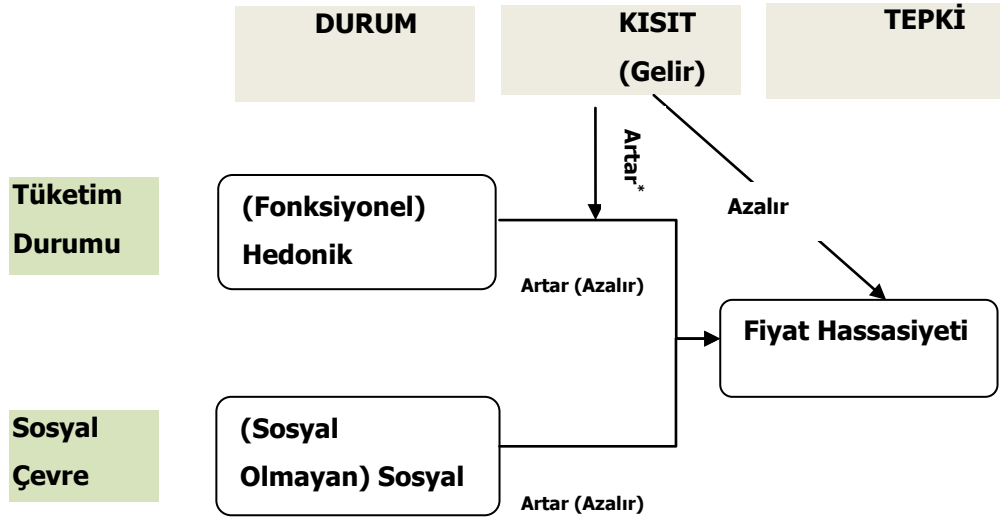 DURUM
KISIT
(Gelir)
TEPKİ
Artar*
Azalır
Tüketim
Durumu
(Fonksiyonel)
Hedonik
Artar (Azalır)
Fiyat Hassasiyeti
Sosyal
Çevre
(Sosyal
Olmayan) Sosyal
Artar (Azalır)